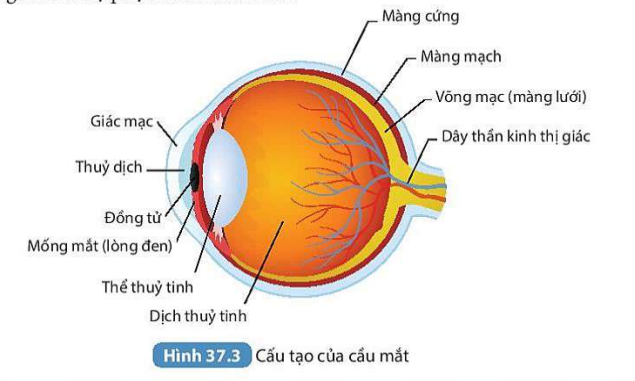 Màng cứng
Màng mạch
Võng mạc (màng lưới)
Dây thần kinh thị giác
Giác mạc
Thuỷ dịch
Đồng tử
Mống mắt (lòng đen)
Thể thuỷ tinh
Dịch thuỷ tinh
Hình 37.3 Cấu tạo của cầu mắt